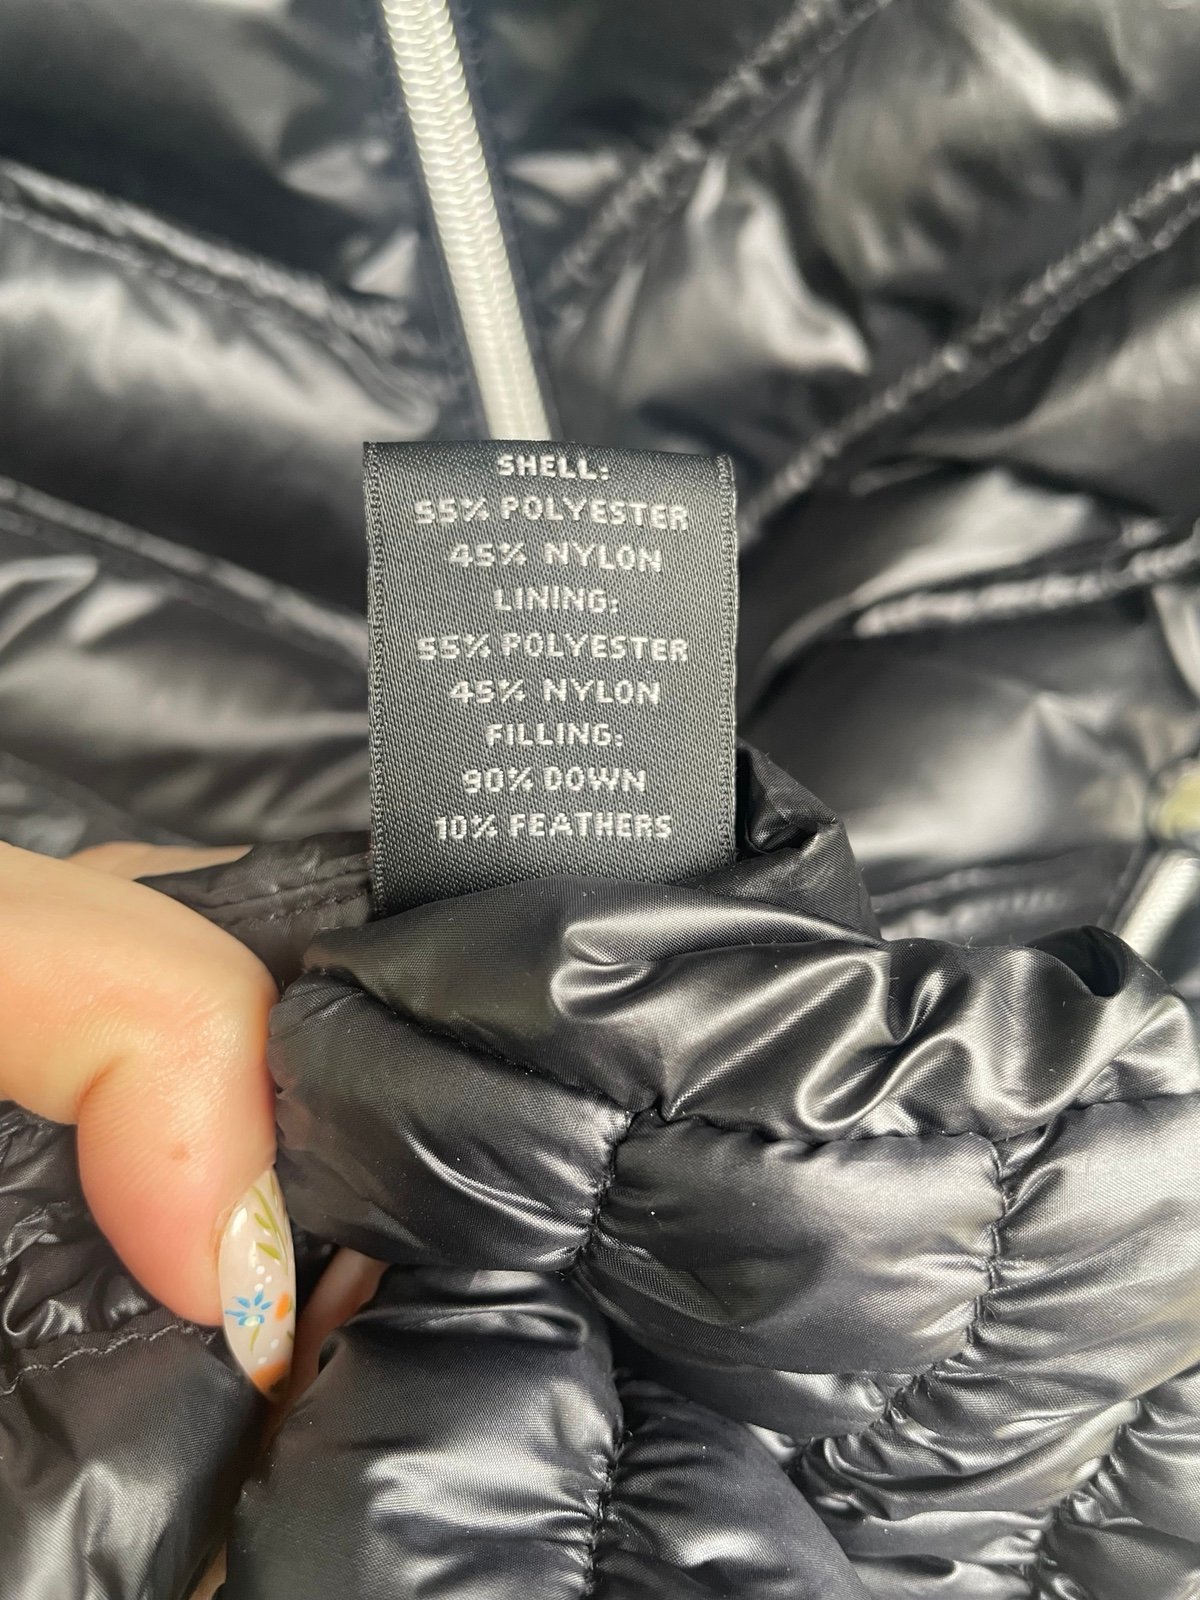 SHELL:
55% POLYESTER
45% NYLON
LINING:
55% POLYESTER
45% NYLON
FILLING:
90% DOWN
10% FEATHERS